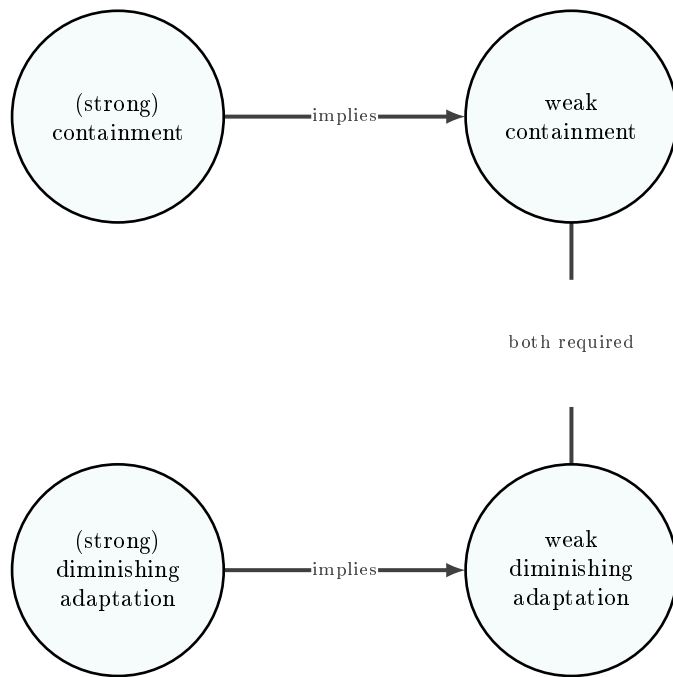 (strong)
containment
implies
weak
containment
both required
(strong)
diminishing
adaptation
implies
weak
diminishing
adaptation